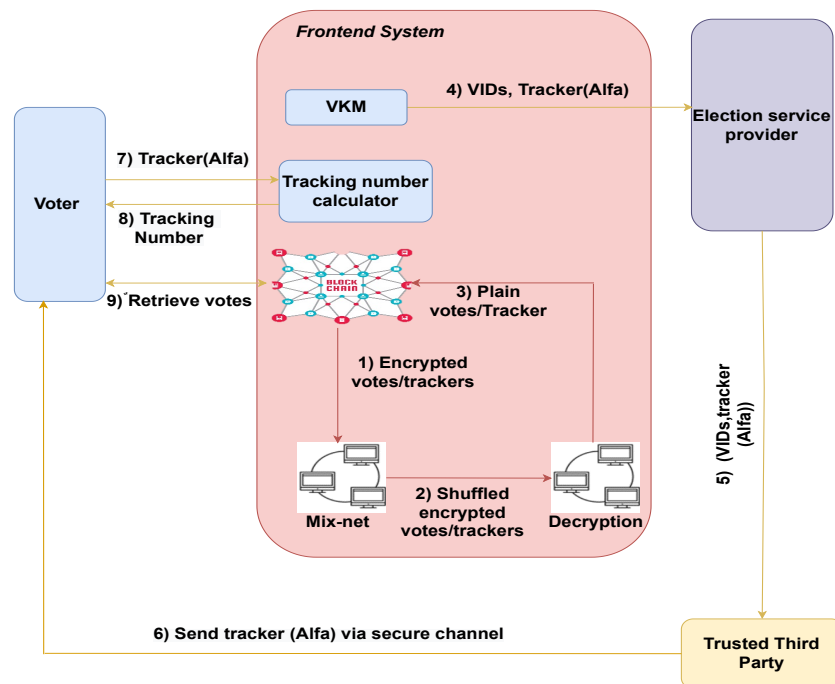 Frontend System
VKM
4) VIDs, Tracker(Alfa)
Election service
provider
Voter
7) Tracker(Alfa)
Tracking number
calculator
8) Tracking
Number
BLOCK
CHAIN
9)´Retrieve votes
3) Plain
votes/Tracker
1) Encrypted
votes/trackers
5) (VIDs,tracker
(Alfa))
Mix-net
2) Shuffled
encrypted
votes/trackers
Decryption
6) Send tracker (Alfa) via secure channel
Trusted Third
Party